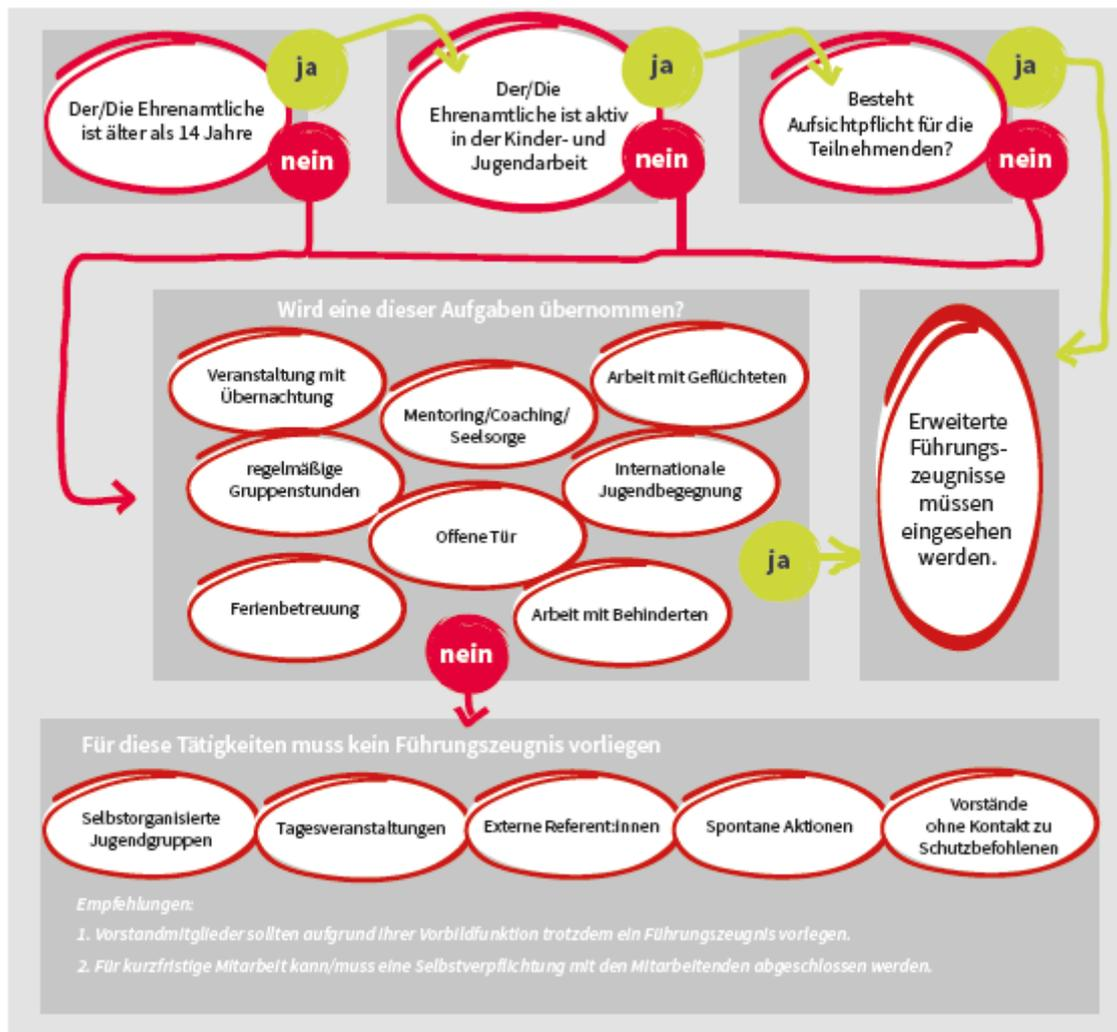 Der/Die Ehrenamtliche
ist älter als 14 Jahre
ja
nein
Der/Die
Ehrenamtliche ist aktiv
in der Kinder- und
Jugendarbeit
ja
nein
Besteht
Aufsichtpflicht für die
Teilnehmenden?
ja
nein
Wird eine dieser Aufgaben übernommen?
Veranstaltung mit
Übernachtung
Mentoring/Coaching/
Seelsorge
Arbeit mit Geflüchteten
regelmäßige
Gruppenstunden
Internationale
Jugendbegegnung
Offene Tür
Ferienbetreuung
Arbeit mit Behinderten
ja
nein
Erweiterte
Führungs-
zeugnisse
müssen
eingesehen
werden.
Für diese Tätigkeiten muss kein Führungszeugnis vorliegen
Selbstorganisierte
Jugendgruppen
Tagesveranstaltungen
Externe Referent:innen
Spontane Aktionen
Vorstände
ohne Kontakt zu
Schutzbefohlenen
Empfehlungen:
1. Vorstandmitglieder sollten aufgrund ihrer Vorbildfunktion trotzdem ein Führungszeugnis vorlegen.
2. Für kurzfristige Mitarbeit kann/muss eine Selbstverpflichtung mit den Mitarbeitenden abgeschlossen werden.